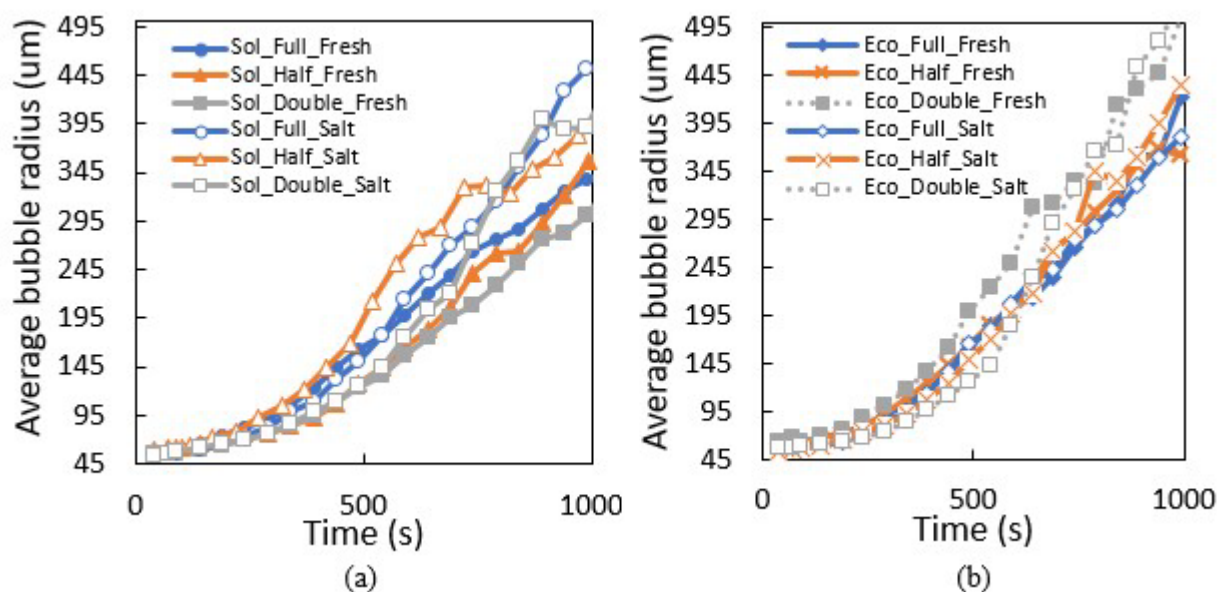 Average bubble radius (um)
495
445
395
345
295
245
195
145
95
45
Sol_Full_Fresh
Sol_Half_Fresh
Sol_Double_Fresh
Sol_Full_Salt
Sol_Half_Salt
Sol_Double_Salt
0 500 1000
Time (s)
(a)
Average bubble radius (um)
495
445
395
345
295
245
195
145
95
45
Eco_Full_Fresh
Eco_Half_Fresh
Eco_Double_Fresh
Eco_Full_Salt
Eco_Half_Salt
Eco_Double_Salt
0 500 1000
Time (s)
(b)